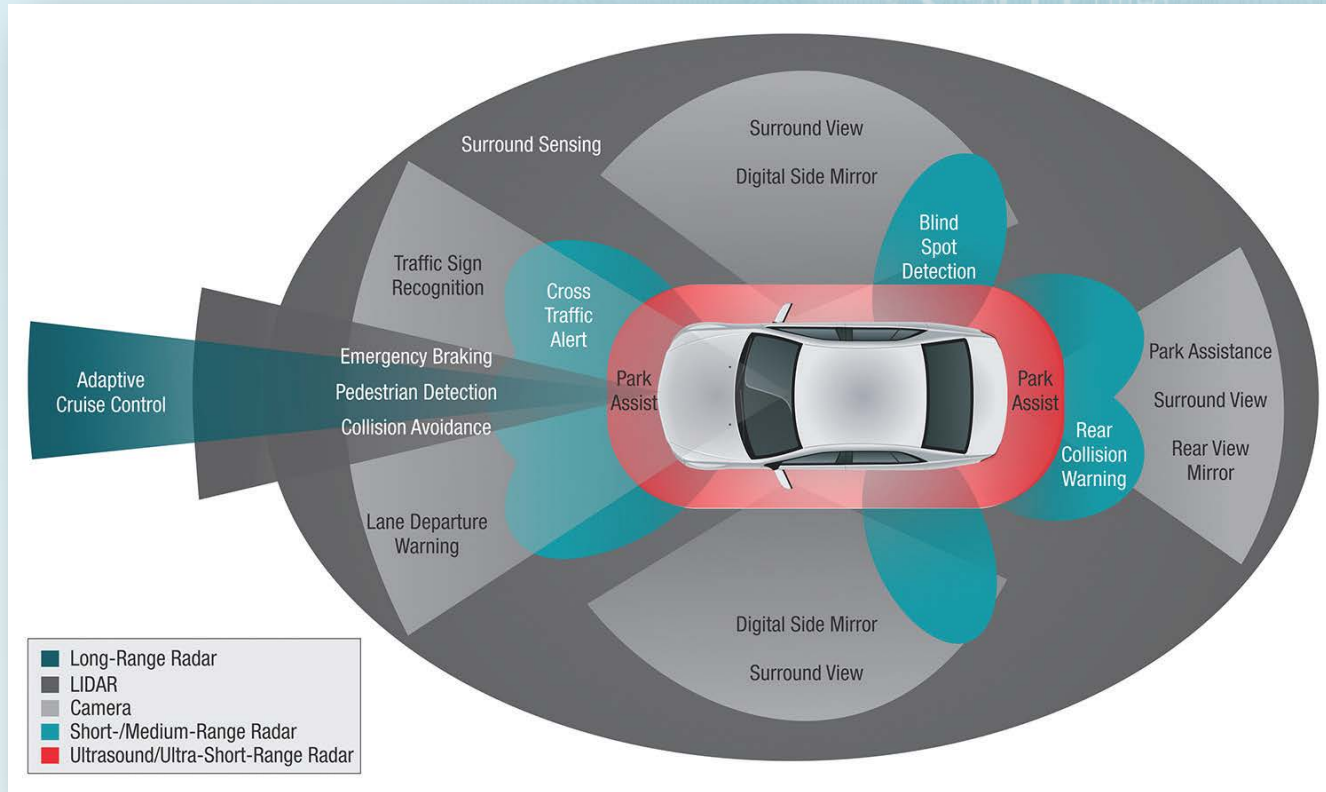 Surround Sensing
Surround View
Digital Side Mirror
Blind
Spot
Detection
Traffic Sign
Recognition
Cross
Traffic
Alert
Emergency Braking
Pedestrian Detection
Collision Avoidance
Adaptive
Cruise Control
Park
Assist
Park
Assist
Park Assistance
Surround View
Rear View
Mirror
Rear
Collision
Warning
Lane Departure
Warning
Digital Side Mirror
Surround View
Long-Range Radar
LIDAR
Camera
Short-/Medium-Range Radar
Ultrasound/Ultra-Short-Range Radar